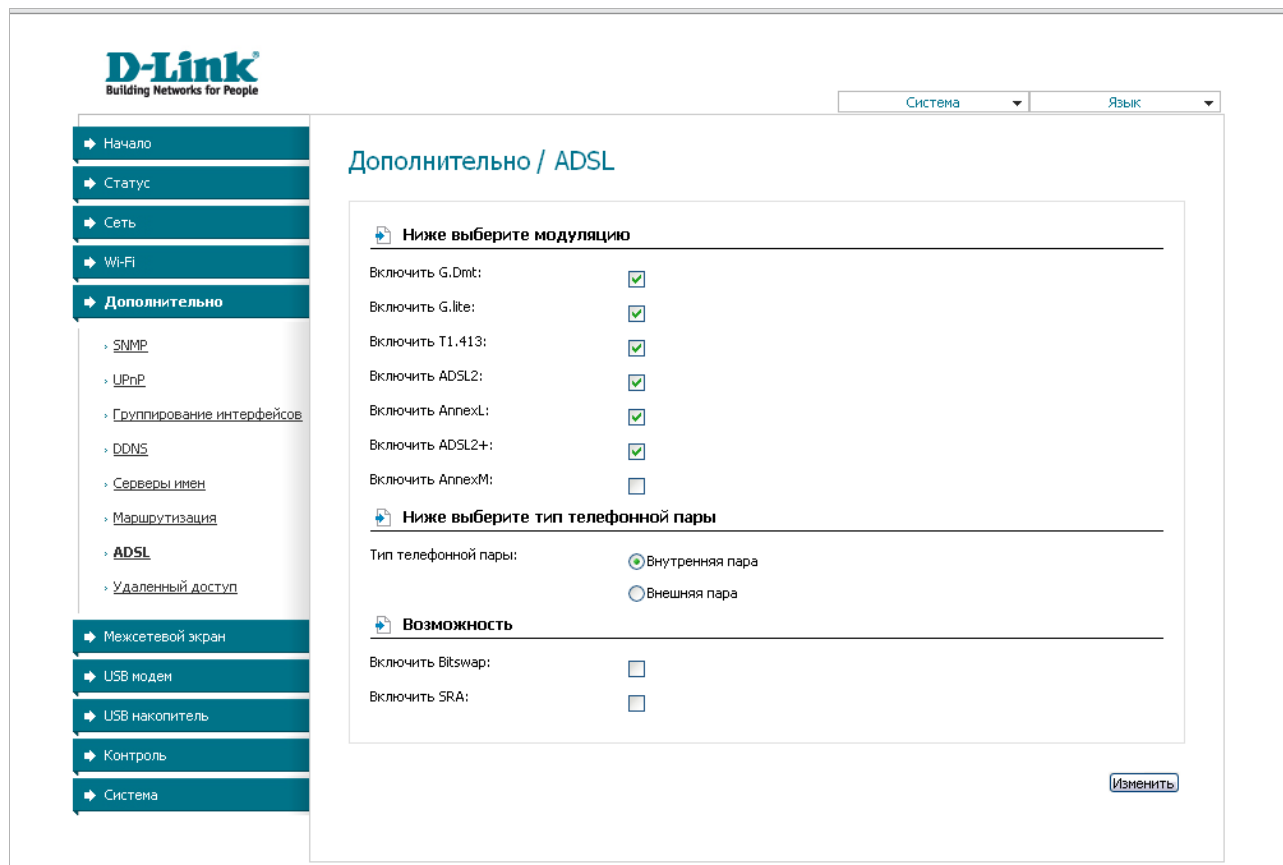 D-Link
Building Networks for People
Система
Язык
Начало
Статус
Сеть
Wi-Fi
Дополнительно
SNMP
UPnP
Группирование интерфейсов
DDNS
Серверы имен
Маршрутизация
ADSL
Удаленный доступ
Межсетевой экран
USB модем
USB накопитель
Контроль
Система
Дополнительно / ADSL
Ниже выберите модуляцию
Включить G.Dmt:
Включить G.lite:
Включить T1.413:
Включить ADSL2:
Включить AnnexL:
Включить ADSL2+:
Включить AnnexM:
Ниже выберите тип телефонной пары
Тип телефонной пары:
Внутренняя пара
Внешняя пара
Возможность
Включить Bitswap:
Включить SRA:
Изменить